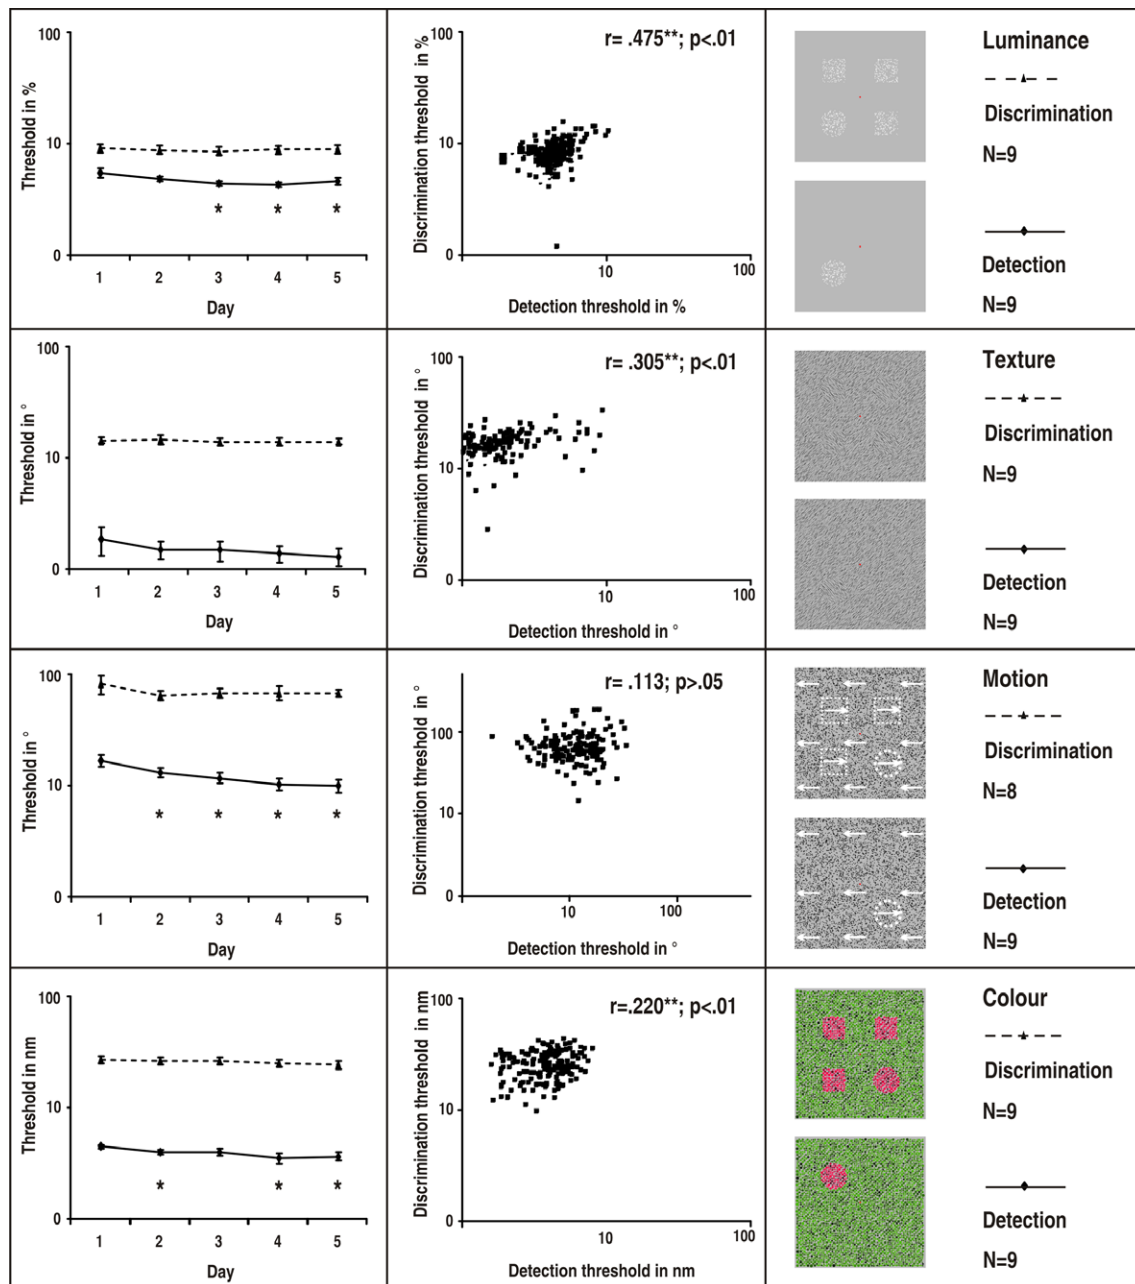 Threshold in %
100
10
0
1 2 3 4 5
* * *
Day
Discrimination threshold in %
r= .475**; p<.01
100
10
0
10 100
Detection threshold in %
Luminance
Discrimination
N=9
Detection
N=9
Threshold in °
100
10
0
1 2 3 4 5
Day
Discrimination threshold in °
r= .305**; p<.01
100
10
0
10 100
Detection threshold in °
Texture
Discrimination
N=9
Detection
N=9
Threshold in °
100
10
0
* * * *
1 2 3 4 5
Day
Discrimination threshold in °
r= .113; p>.05
100
10
0
10 100
Detection threshold in °
Motion
Discrimination
N=8
Detection
N=9
Threshold in nm
100
10
0
* * *
1 2 3 4 5
Day
Discrimination threshold in nm
r=.220**; p<.01
100
10
0
10 100
Detection threshold in nm
Colour
Discrimination
N=9
Detection
N=9